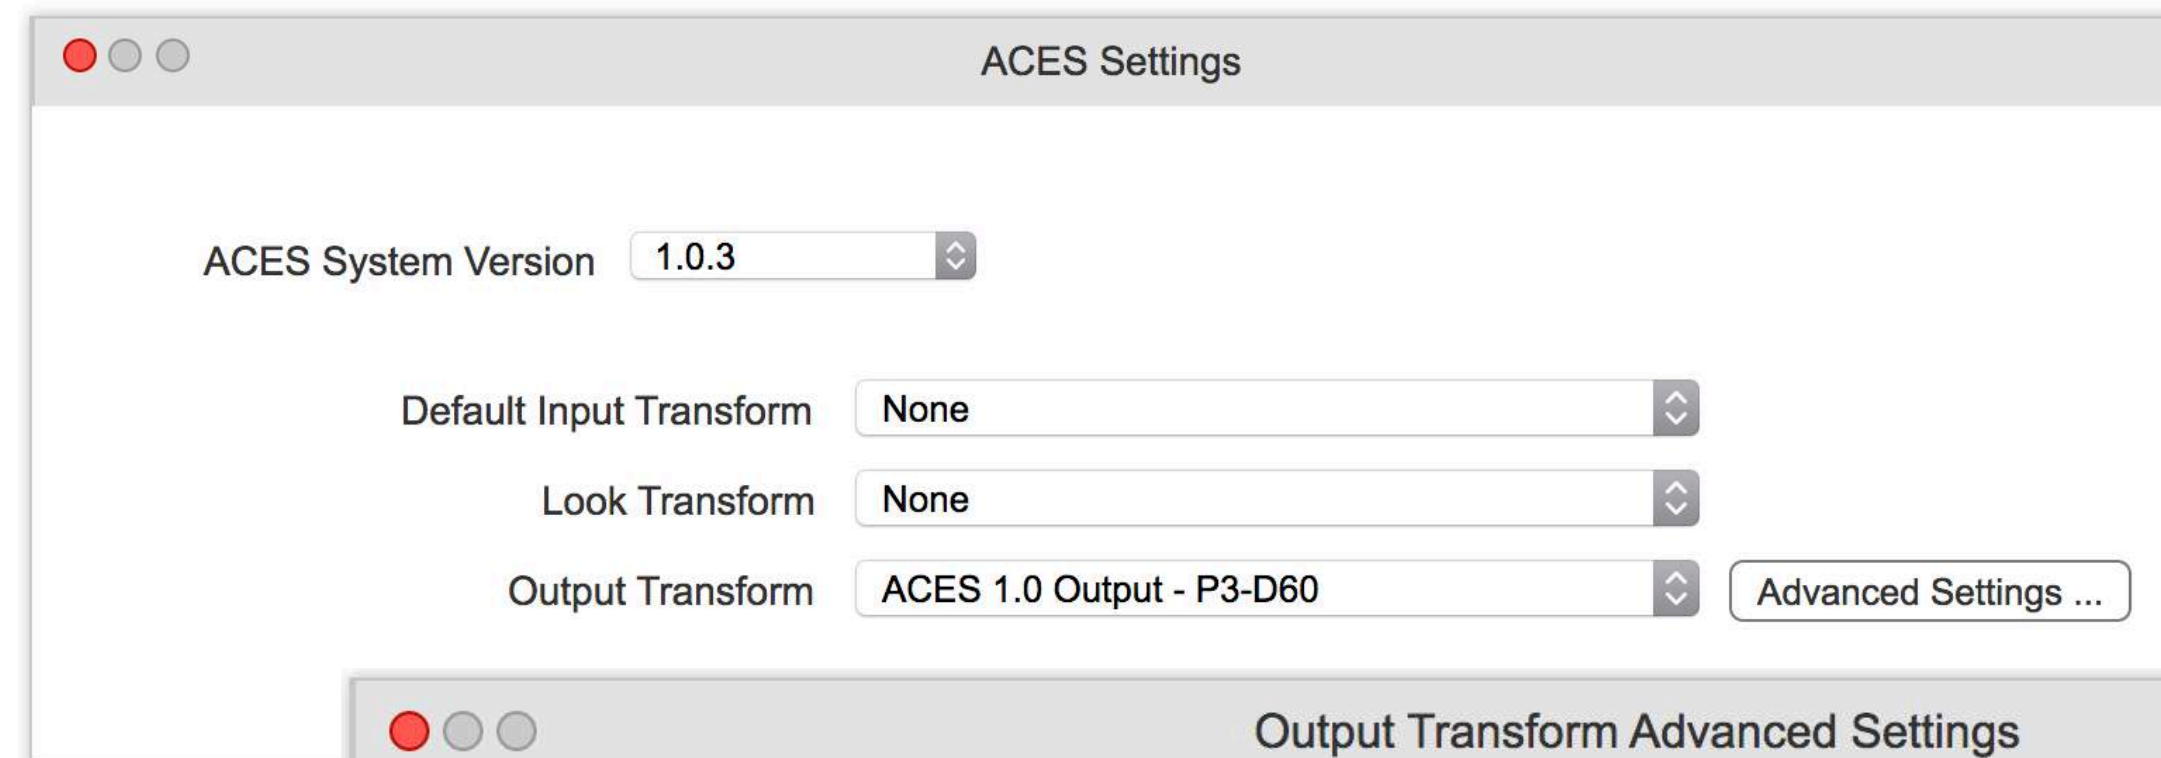 ACES Settings
ACES System Version 1.0.3
Default Input Transform None
Look Transform None
Output Transform ACES 1.0 Output - P3-D60 Advanced Settings ...
Output Transform Advanced Settings